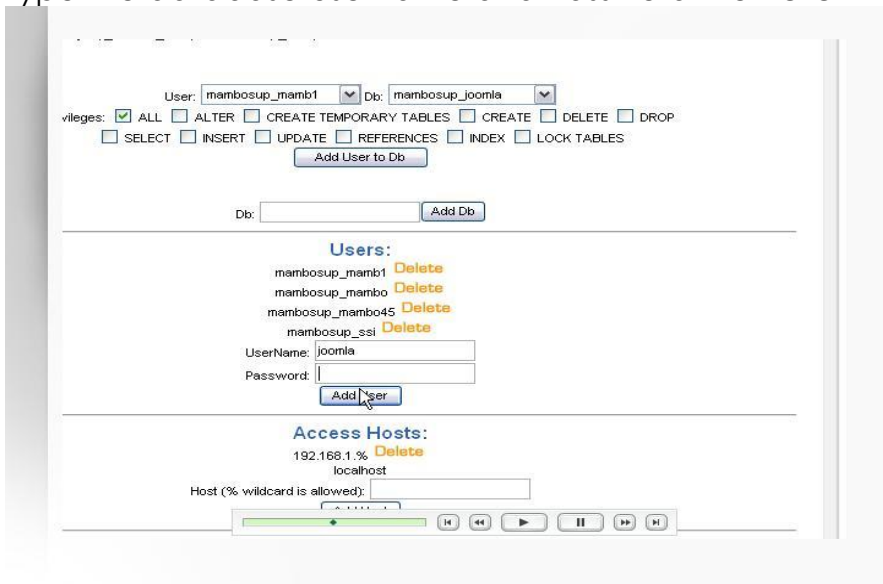 User: mambosup_mamb1 Db: mambosup_joomla
vileges: ALL ALTER CREATE TEMPORARY TABLES CREATE DELETE DROP
SELECT INSERT UPDATE REFERENCES INDEX LOCK TABLES
Add User to Db
Db: Add Db
Users:
mambosup_mamb1 Delete
mambosup_mambo Delete
mambosup_mambo45 Delete
mambosup_ssi Delete
UserName: joomla
Password:
Add User
Access Hosts:
192.168.1.% Delete
localhost
Host (% wildcard is allowed):